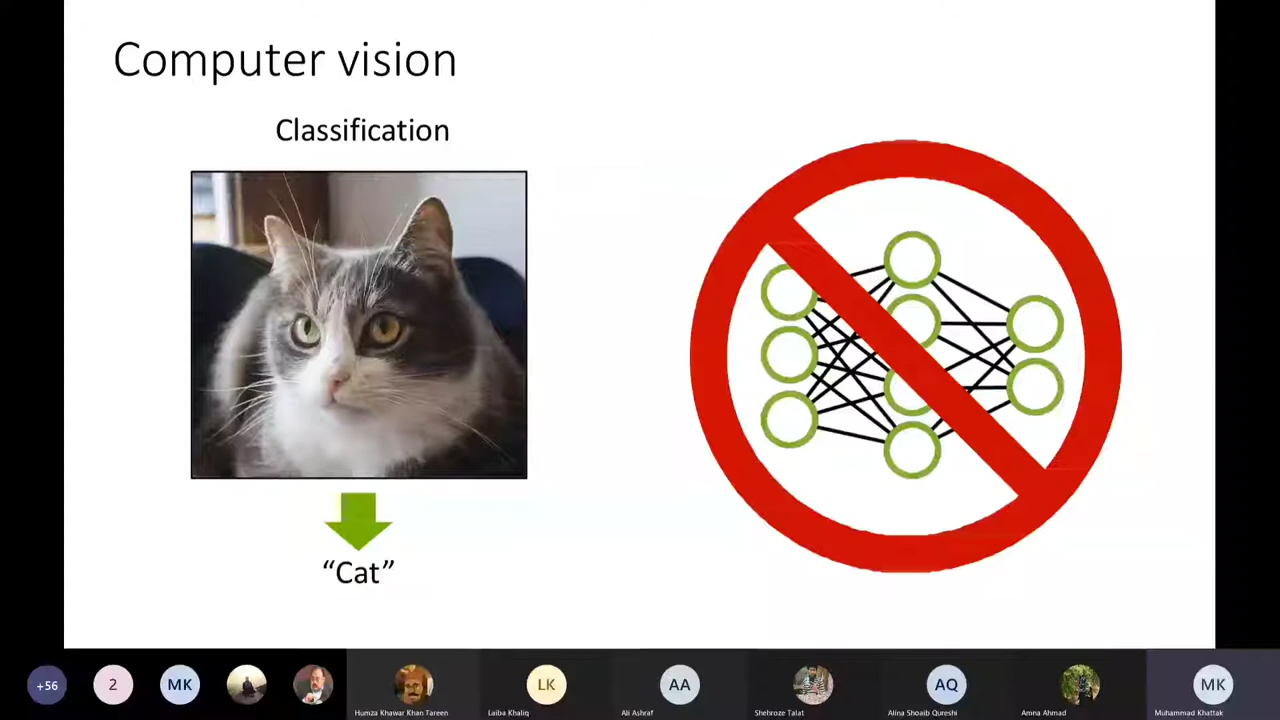 Computer vision
Classification
“Cat”
+56
2
MK
LK
AA
AQ
MK
Humza Khawar Khan Tareen
Laiba Khaliq
Ali Ashraf
Shehroze Talat
Alina Shoaib Qureshi
Amna Ahmad
Muhammad Khattak